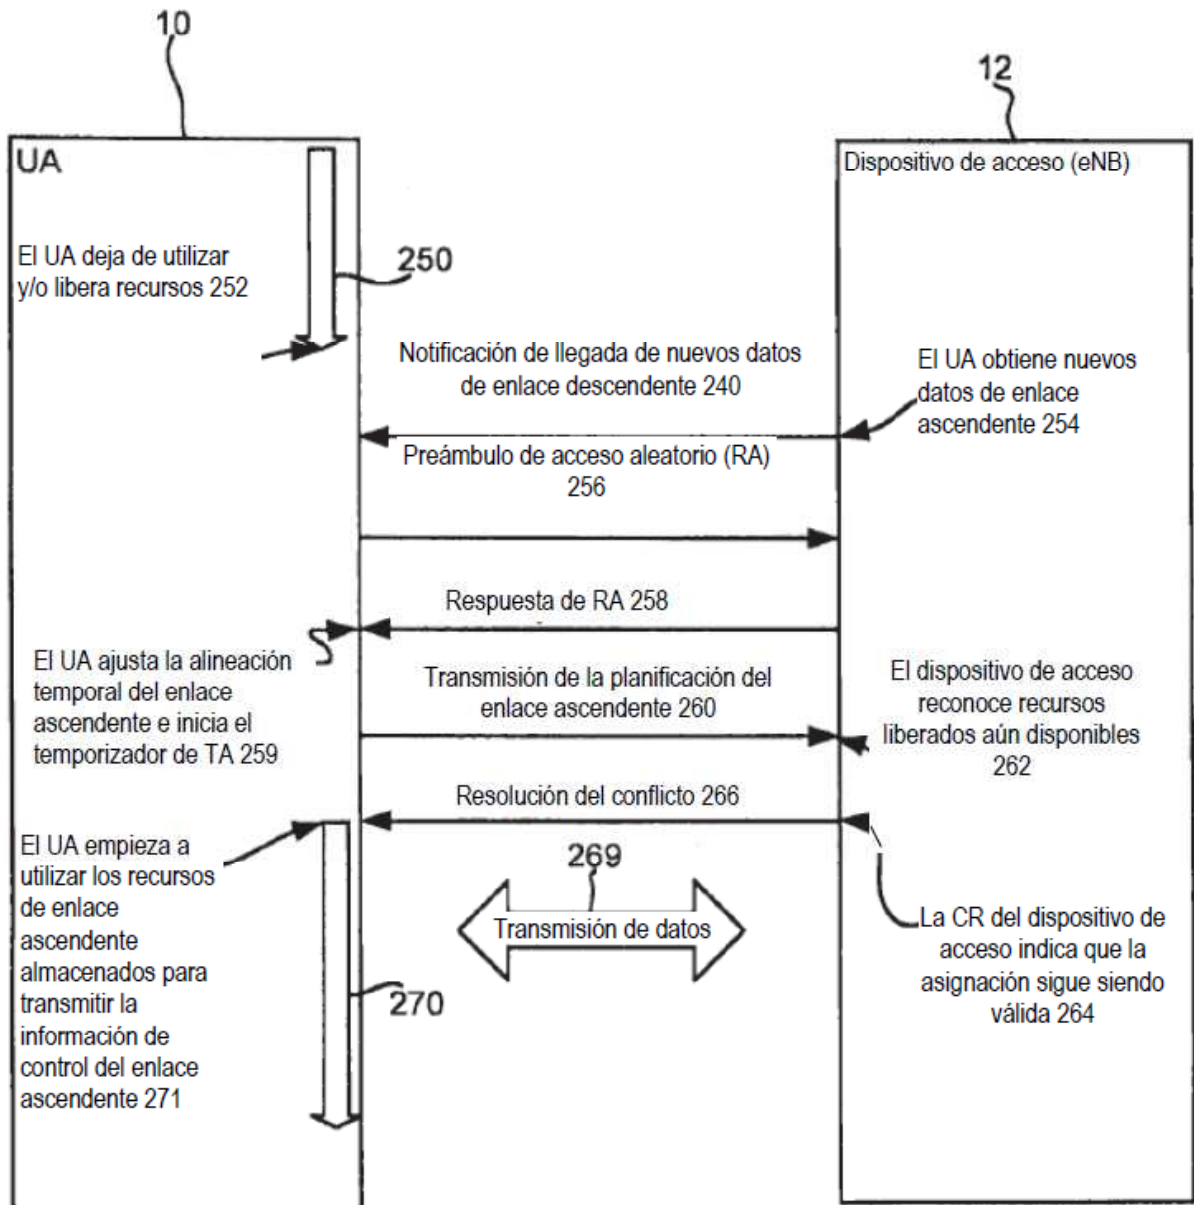 10
12
UA
Dispositivo de acceso (eNB)
El UA deja de utilizar
y/o libera recursos 252
250
Notificación de llegada de nuevos datos
de enlace descendente 240
El UA obtiene nuevos
datos de enlace
ascendente 254
Preámbulo de acceso aleatorio (RA)
256
Respuesta de RA 258
El UA ajusta la alineación
temporal del enlace
ascendente e inicia el
temporizador de TA 259
Transmisión de la planificación del
enlace ascendente 260
El dispositivo de acceso
reconoce recursos
liberados aún disponibles
262
Resolución del conflicto 266
El UA empieza a
utilizar los recursos
de enlace
ascendente
almacenados para
transmitir la
información de
control del enlace
ascendente 271
269
Transmisión de datos
270
La CR del dispositivo de
acceso indica que la
asignación sigue siendo
válida 264